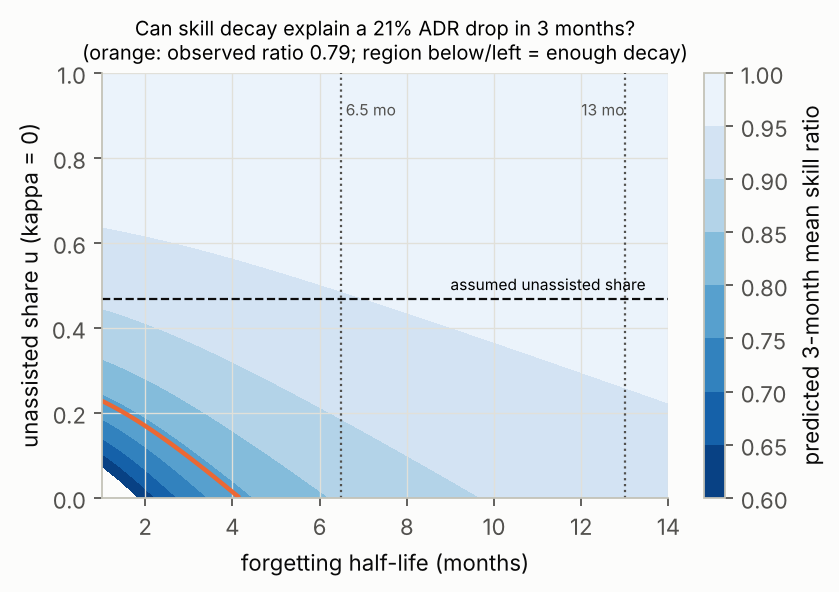 Can skill decay explain a 21% ADR drop in 3 months?
(orange: observed ratio 0.79; region below/left = enough decay)
1.0
0.8
0.6
0.4
0.2
0.0
unassisted share u (kappa = 0)
6.5 mo
13 mo
assumed unassisted share
2
4
6
8
10
12
14
forgetting half-life (months)
1.00
0.95
0.90
0.85
0.80
0.75
0.70
0.65
0.60
predicted 3-month mean skill ratio